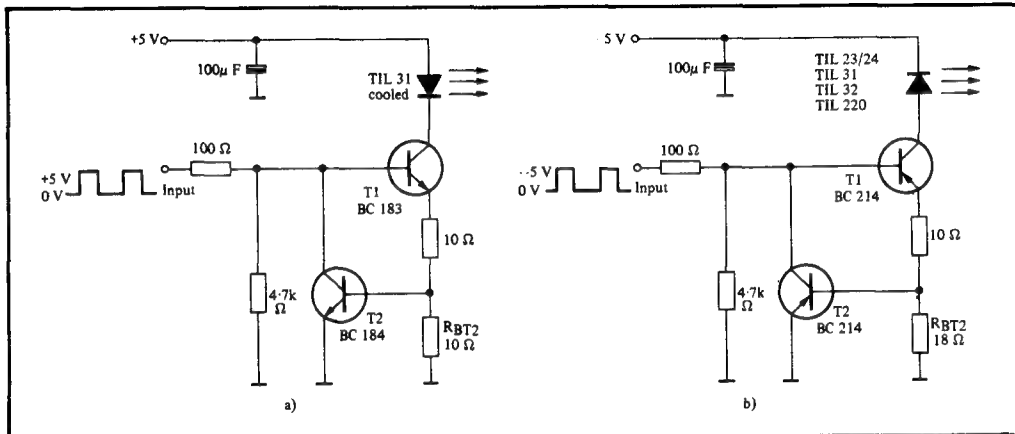 +5 V
100μ F
TIL 31
cooled
100 Ω
+5 V
0 V
Input
T1
BC 183
10 Ω
4·7k
Ω
T2
BC 184
RBT2
10 Ω
a)
5 V
100μ F
TIL 23/24
TIL 31
TIL 32
TIL 220
100 Ω
--5 V
0 V
Input
T1
BC 214
10 Ω
4·7k
Ω
T2
BC 214
RBT2
18 Ω
b)